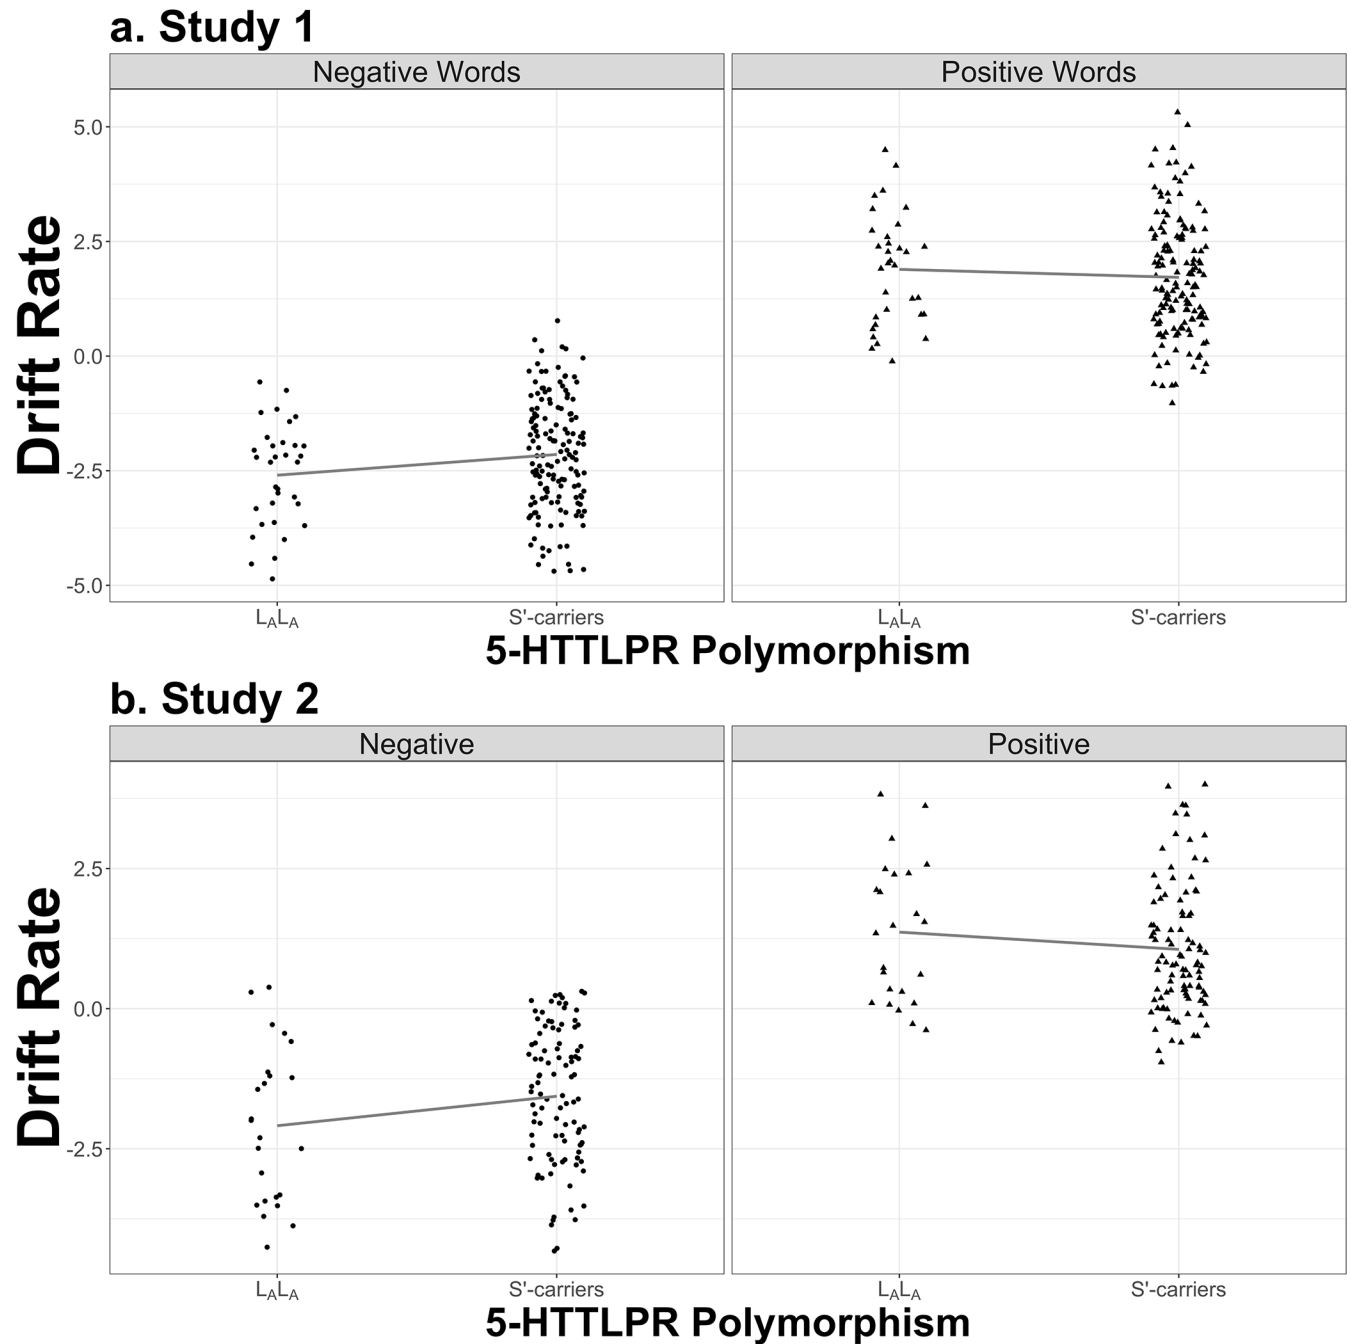 a. Study 1
Negative Words Positive Words
5.0
2.5
0.0
-2.5
-5.0
Drift Rate
LALA S'-carriers LALA S'-carriers
5-HTTLPR Polymorphism
b. Study 2
Negative Positive
2.5
0.0
-2.5
Drift Rate
LALA S'-carriers LALA S'-carriers
5-HTTLPR Polymorphism